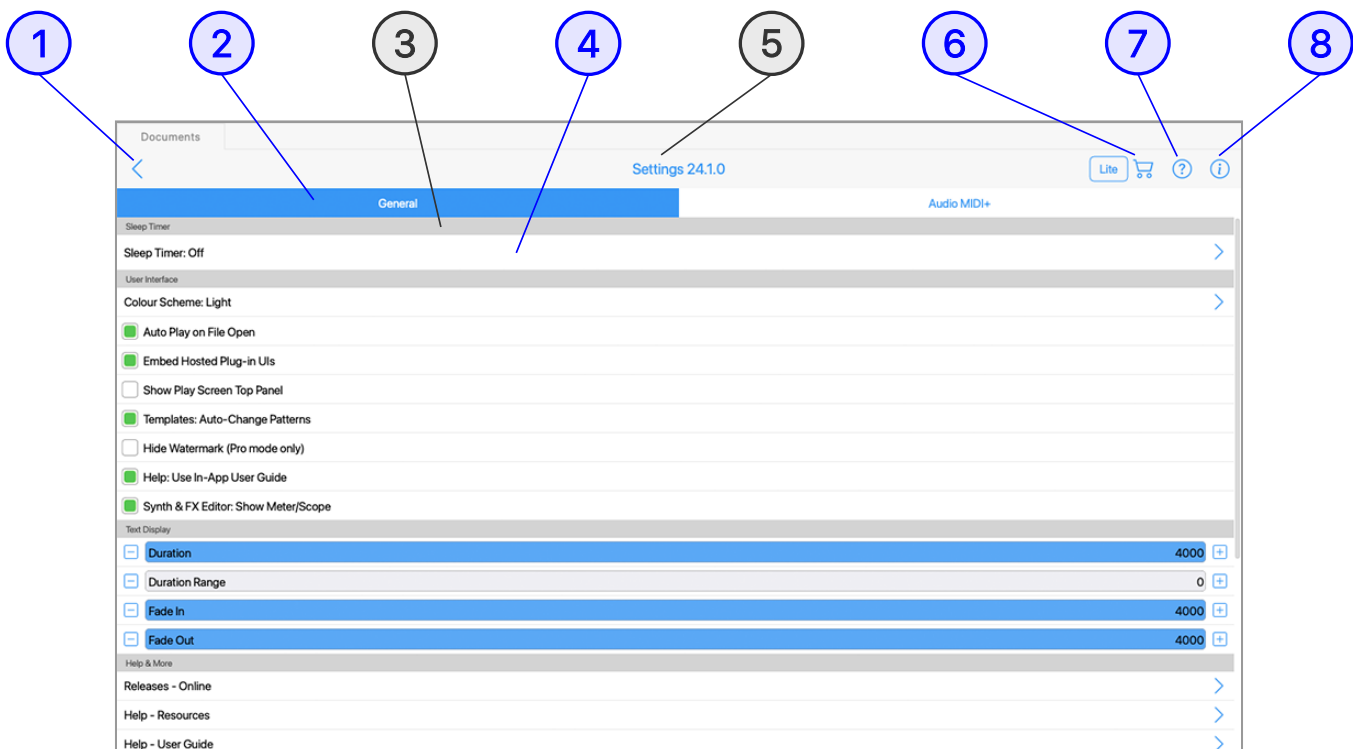 1 2 3 4 5 6 7 8
Documents
Settings 24.1.0 Lite ? i
General Audio MIDI+
Sleep Timer
Sleep Timer: Off
User Interface
Colour Scheme: Light
Auto Play on File Open
Embed Hosted Plug-in UIs
Show Play Screen Top Panel
Templates: Auto-Change Patterns
Hide Watermark (Pro mode only)
Help: Use In-App User Guide
Synth & FX Editor: Show Meter/Scope
Text Display
Duration 4000
Duration Range 0
Fade In 4000
Fade Out 4000
Help & More
Releases - Online
Help - Resources
Help - User Guide